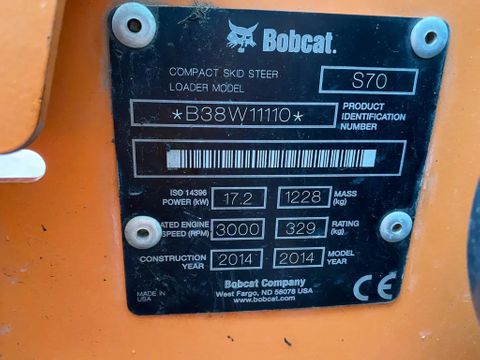 Bobcat.
COMPACT SKID STEER
LOADER MODEL
S70
*B38W11110*
PRODUCT
IDENTIFICATION
NUMBER
ISO 14396
POWER (kW)
17.2
1228
MASS
(kg)
ENGINE
SPEED (RPM)
3000
329
RATING
(kg)
CONSTRUCTION
YEAR
2014
2014
MODEL
YEAR
MADE IN
USA
Bobcat Company
West Fargo, ND 58078 USA
www.bobcat.com
CE